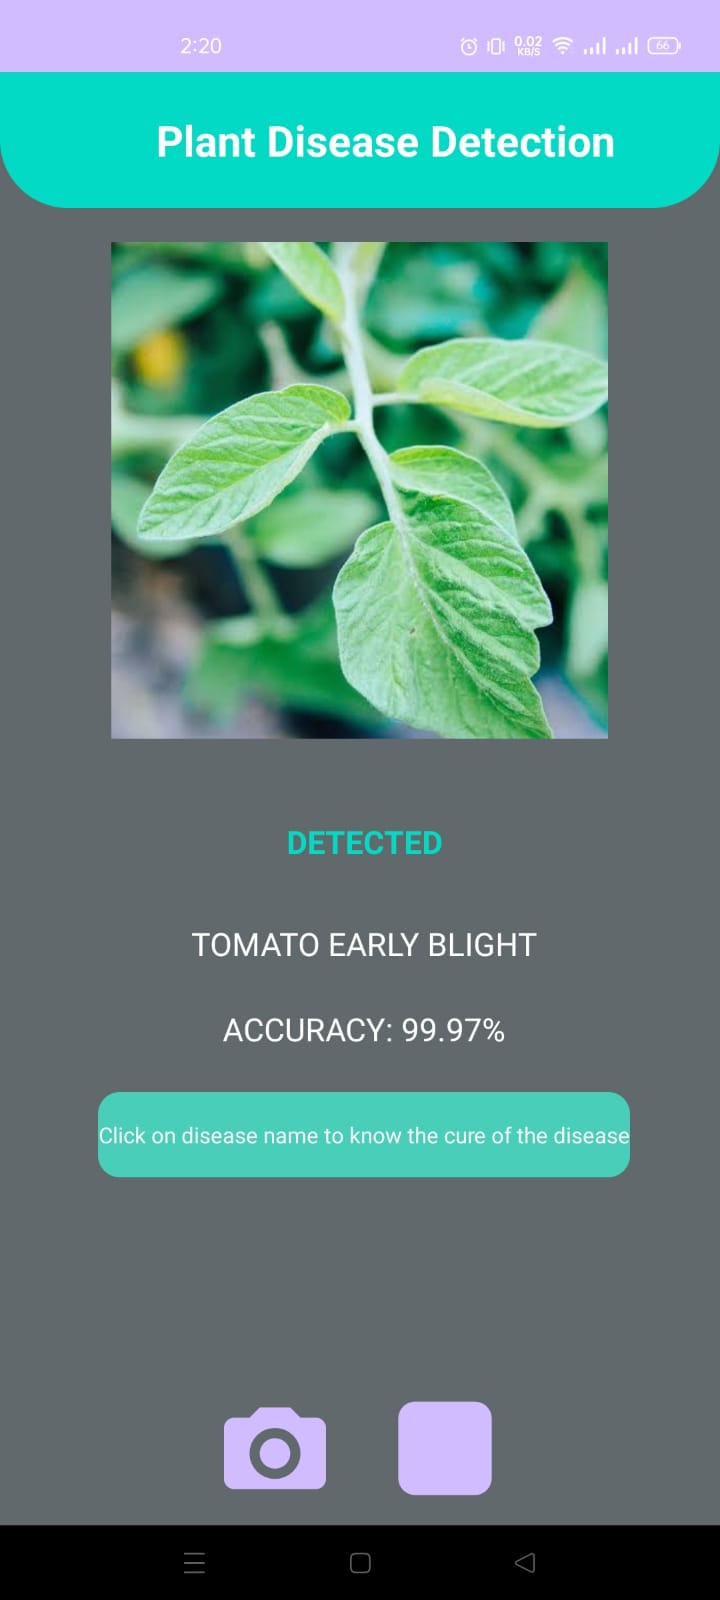 2:20
0.02
KB/S
66
Plant Disease Detection
DETECTED
TOMATO EARLY BLIGHT
ACCURACY: 99.97%
Click on disease name to know the cure of the disease